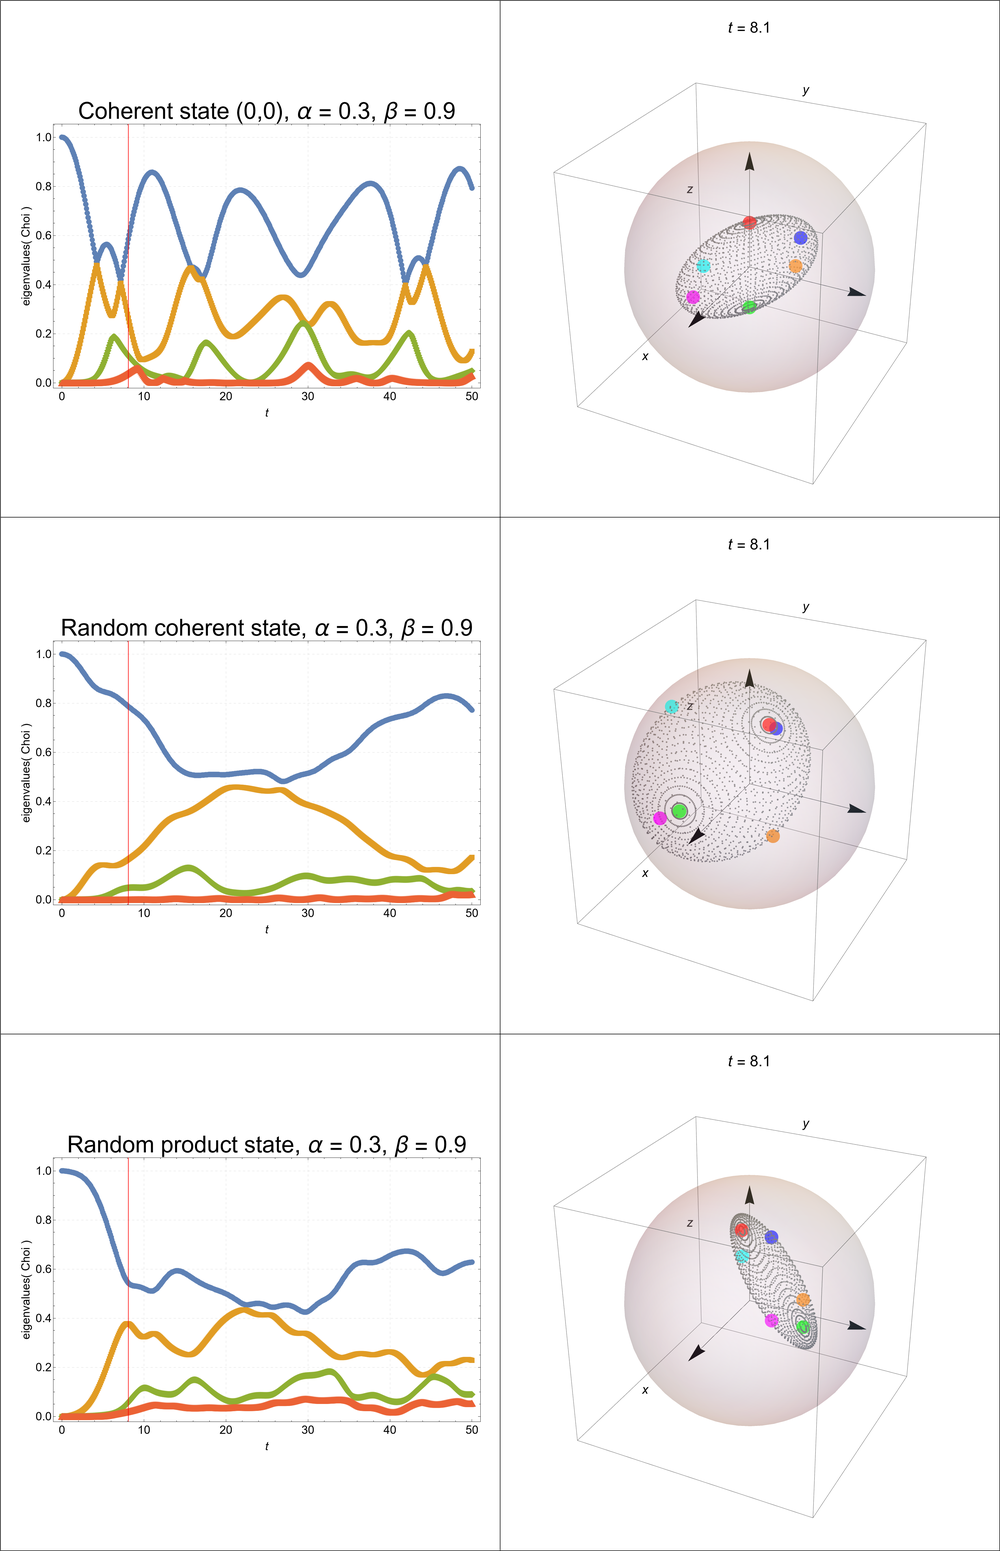 t = 8.1
Coherent state (0,0), α = 0.3, β = 0.9
eigenvalues( Choi )
1.0
0.8
0.6
0.4
0.2
0.0
0 10 20 30 40 50
t
y
z
x
t = 8.1
Random coherent state, α = 0.3, β = 0.9
eigenvalues( Choi )
1.0
0.8
0.6
0.4
0.2
0.0
0 10 20 30 40 50
t
y
z
x
t = 8.1
Random product state, α = 0.3, β = 0.9
eigenvalues( Choi )
1.0
0.8
0.6
0.4
0.2
0.0
0 10 20 30 40 50
t
y
z
x